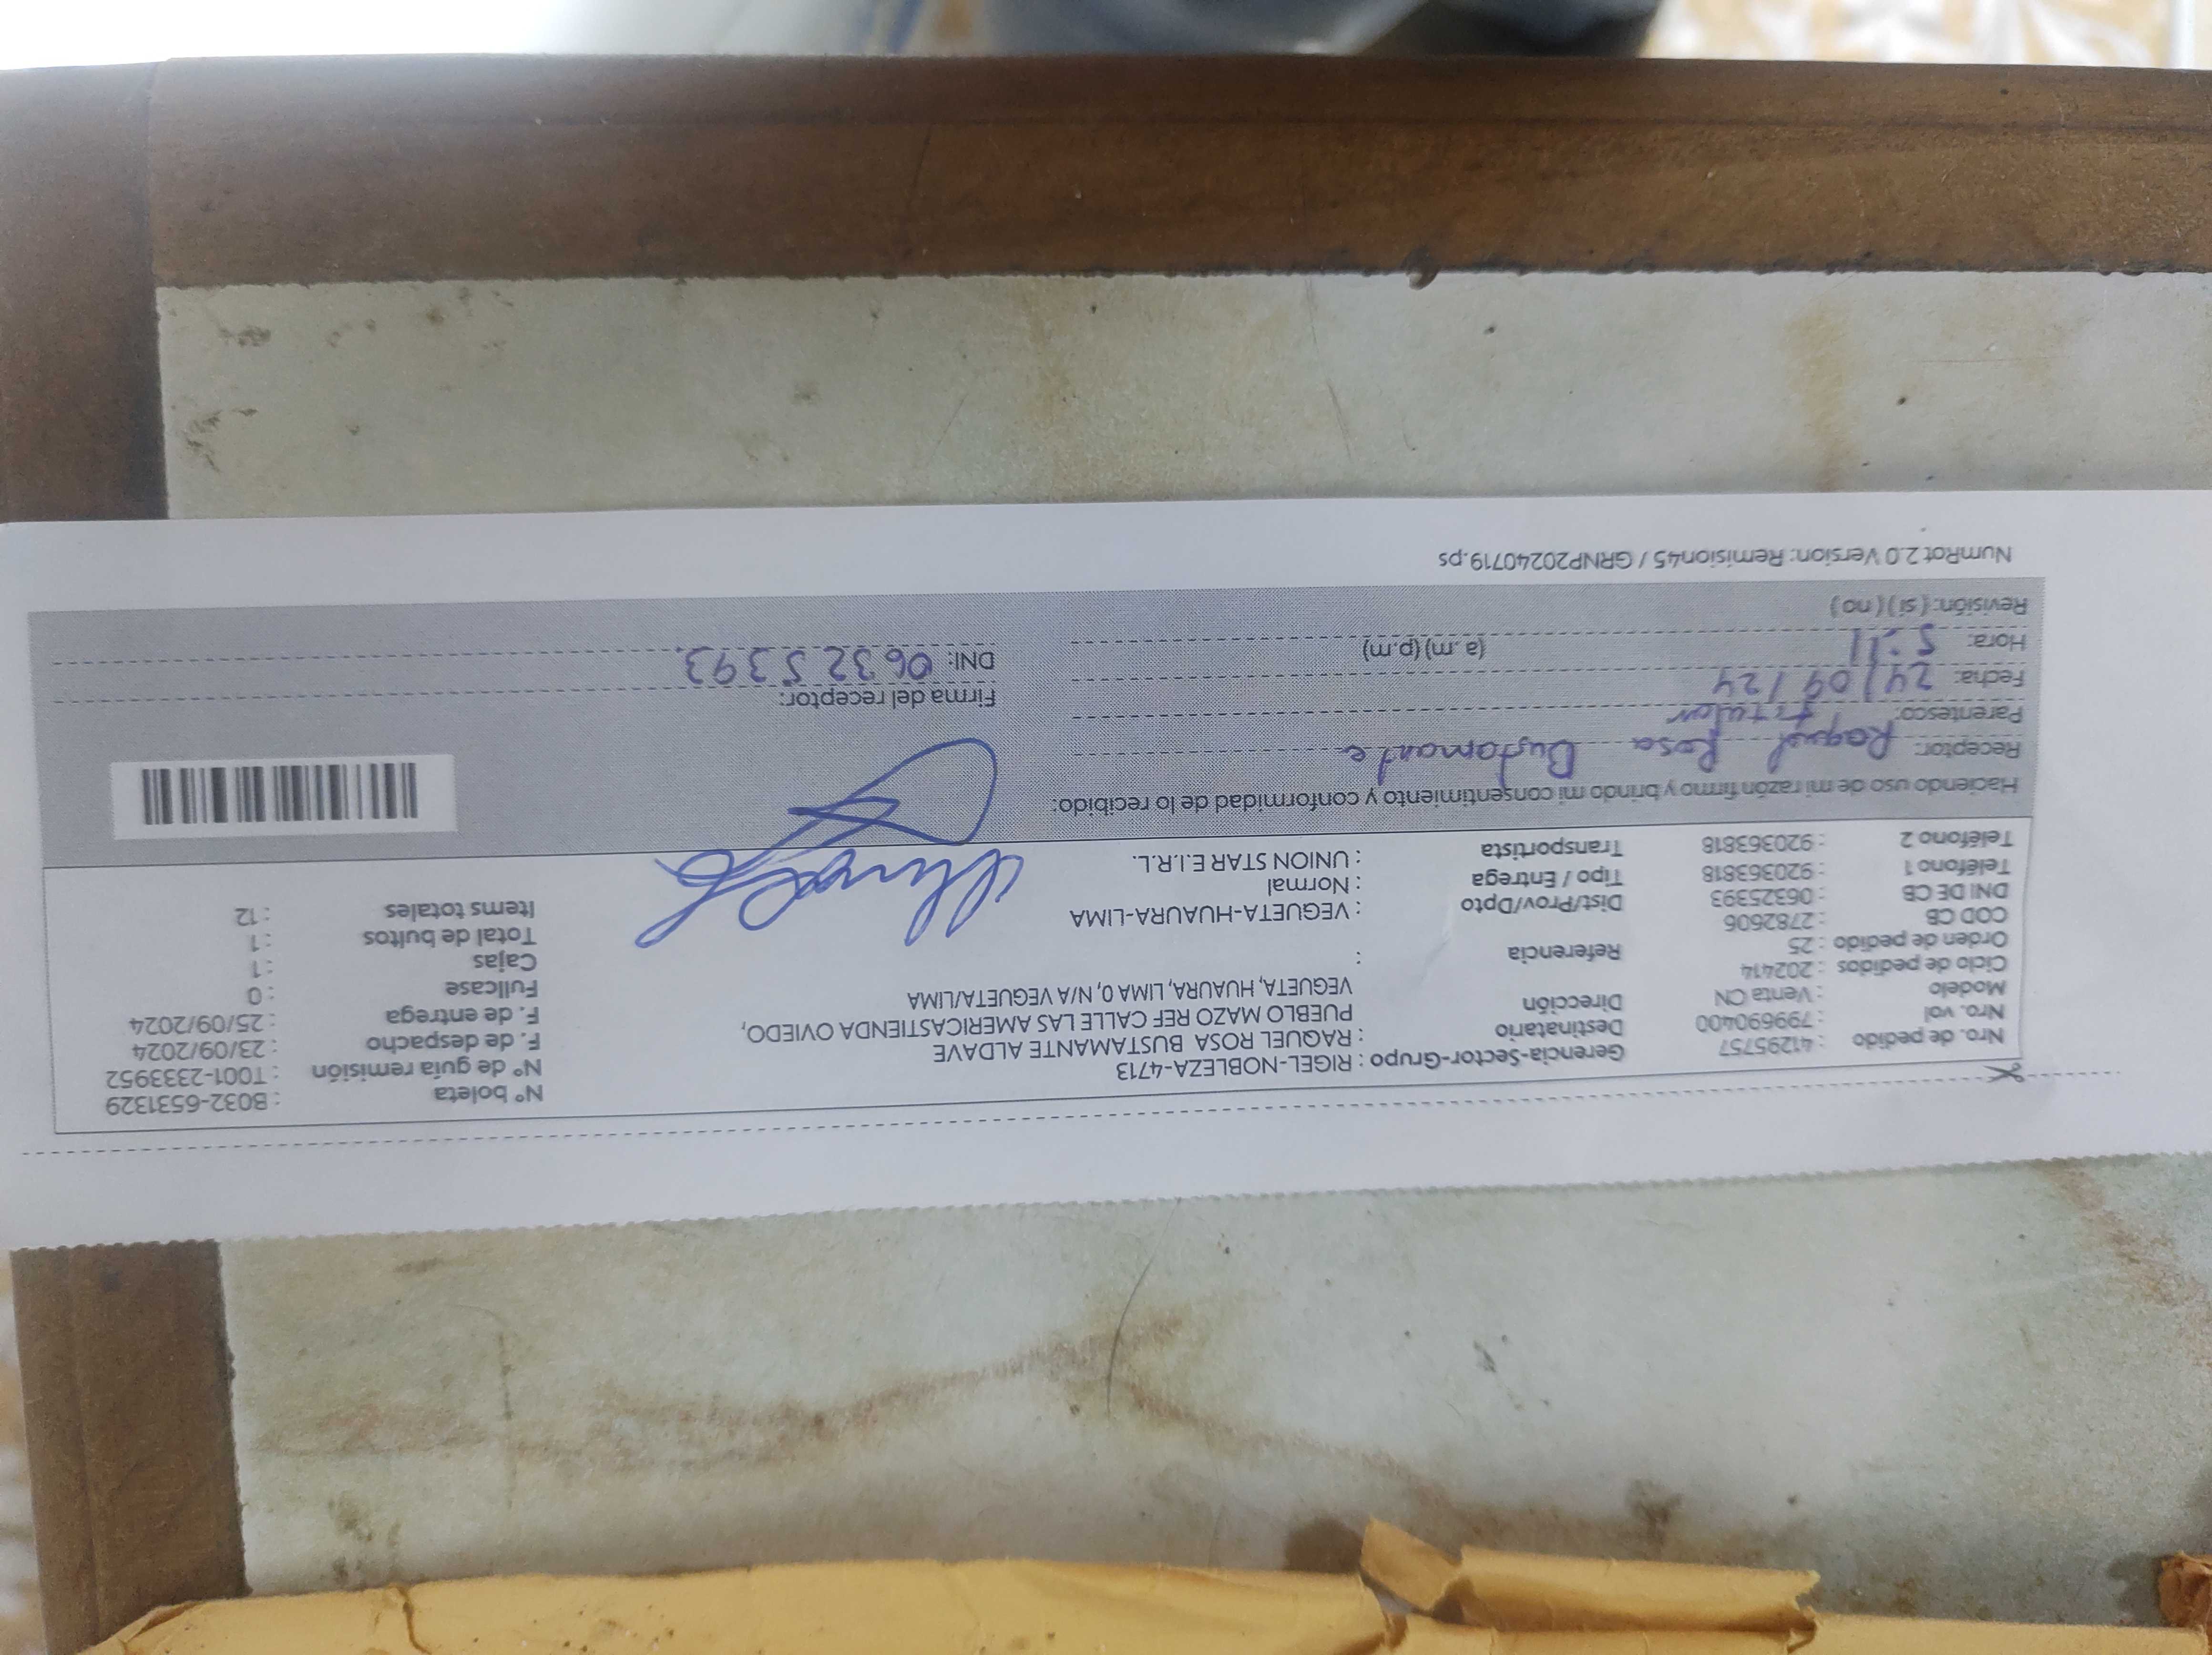 Nro. de pedido : 41295757
Nro. vol : 799690400
Modelo : Venta CN
Ciclo de pedidos : 202414
Orden de pedido : 25
COD CB : 2782606
DNI DE CB : 06325393
Teléfono 1 : 920363818
Teléfono 2 : 920363818
Gerencia-Sector-Grupo : RIGEL-NOBLEZA-4713
Destinatario : RAQUEL ROSA BUSTAMANTE ALDAVE
Dirección PUEBLO MAZO REF CALLE LAS AMERICASTIENDA OVIEDO,
VEGUETA, HUAURA, LIMA 0, N/A VEGUETA/LIMA
Referencia :
Dist/Prov/Dpto : VEGUETA-HUAURA-LIMA
Tipo / Entrega : Normal
Transportista : UNION STAR E.I.R.L.
N° boleta : B032-6531329
N° de guía remisión : T001-2333952
F. de despacho : 23/09/2024
F. de entrega : 25/09/2024
Fullcase : 0
Cajas : 1
Total de bultos : 1
Items totales : 12
Haciendo uso de mi razón firmo y brindo mi consentimiento y conformidad de lo recibido:
Receptor: Raquel Rosa Bustamante
Parentesco: titular
Fecha: 24/09/24
Hora: 5:11 (a.m) (p.m)
Revisión: (si) (no)
Firma del receptor:
DNI: 06325393.
NumRot 2.0 Version: Remision45 / GRNP20240719.ps